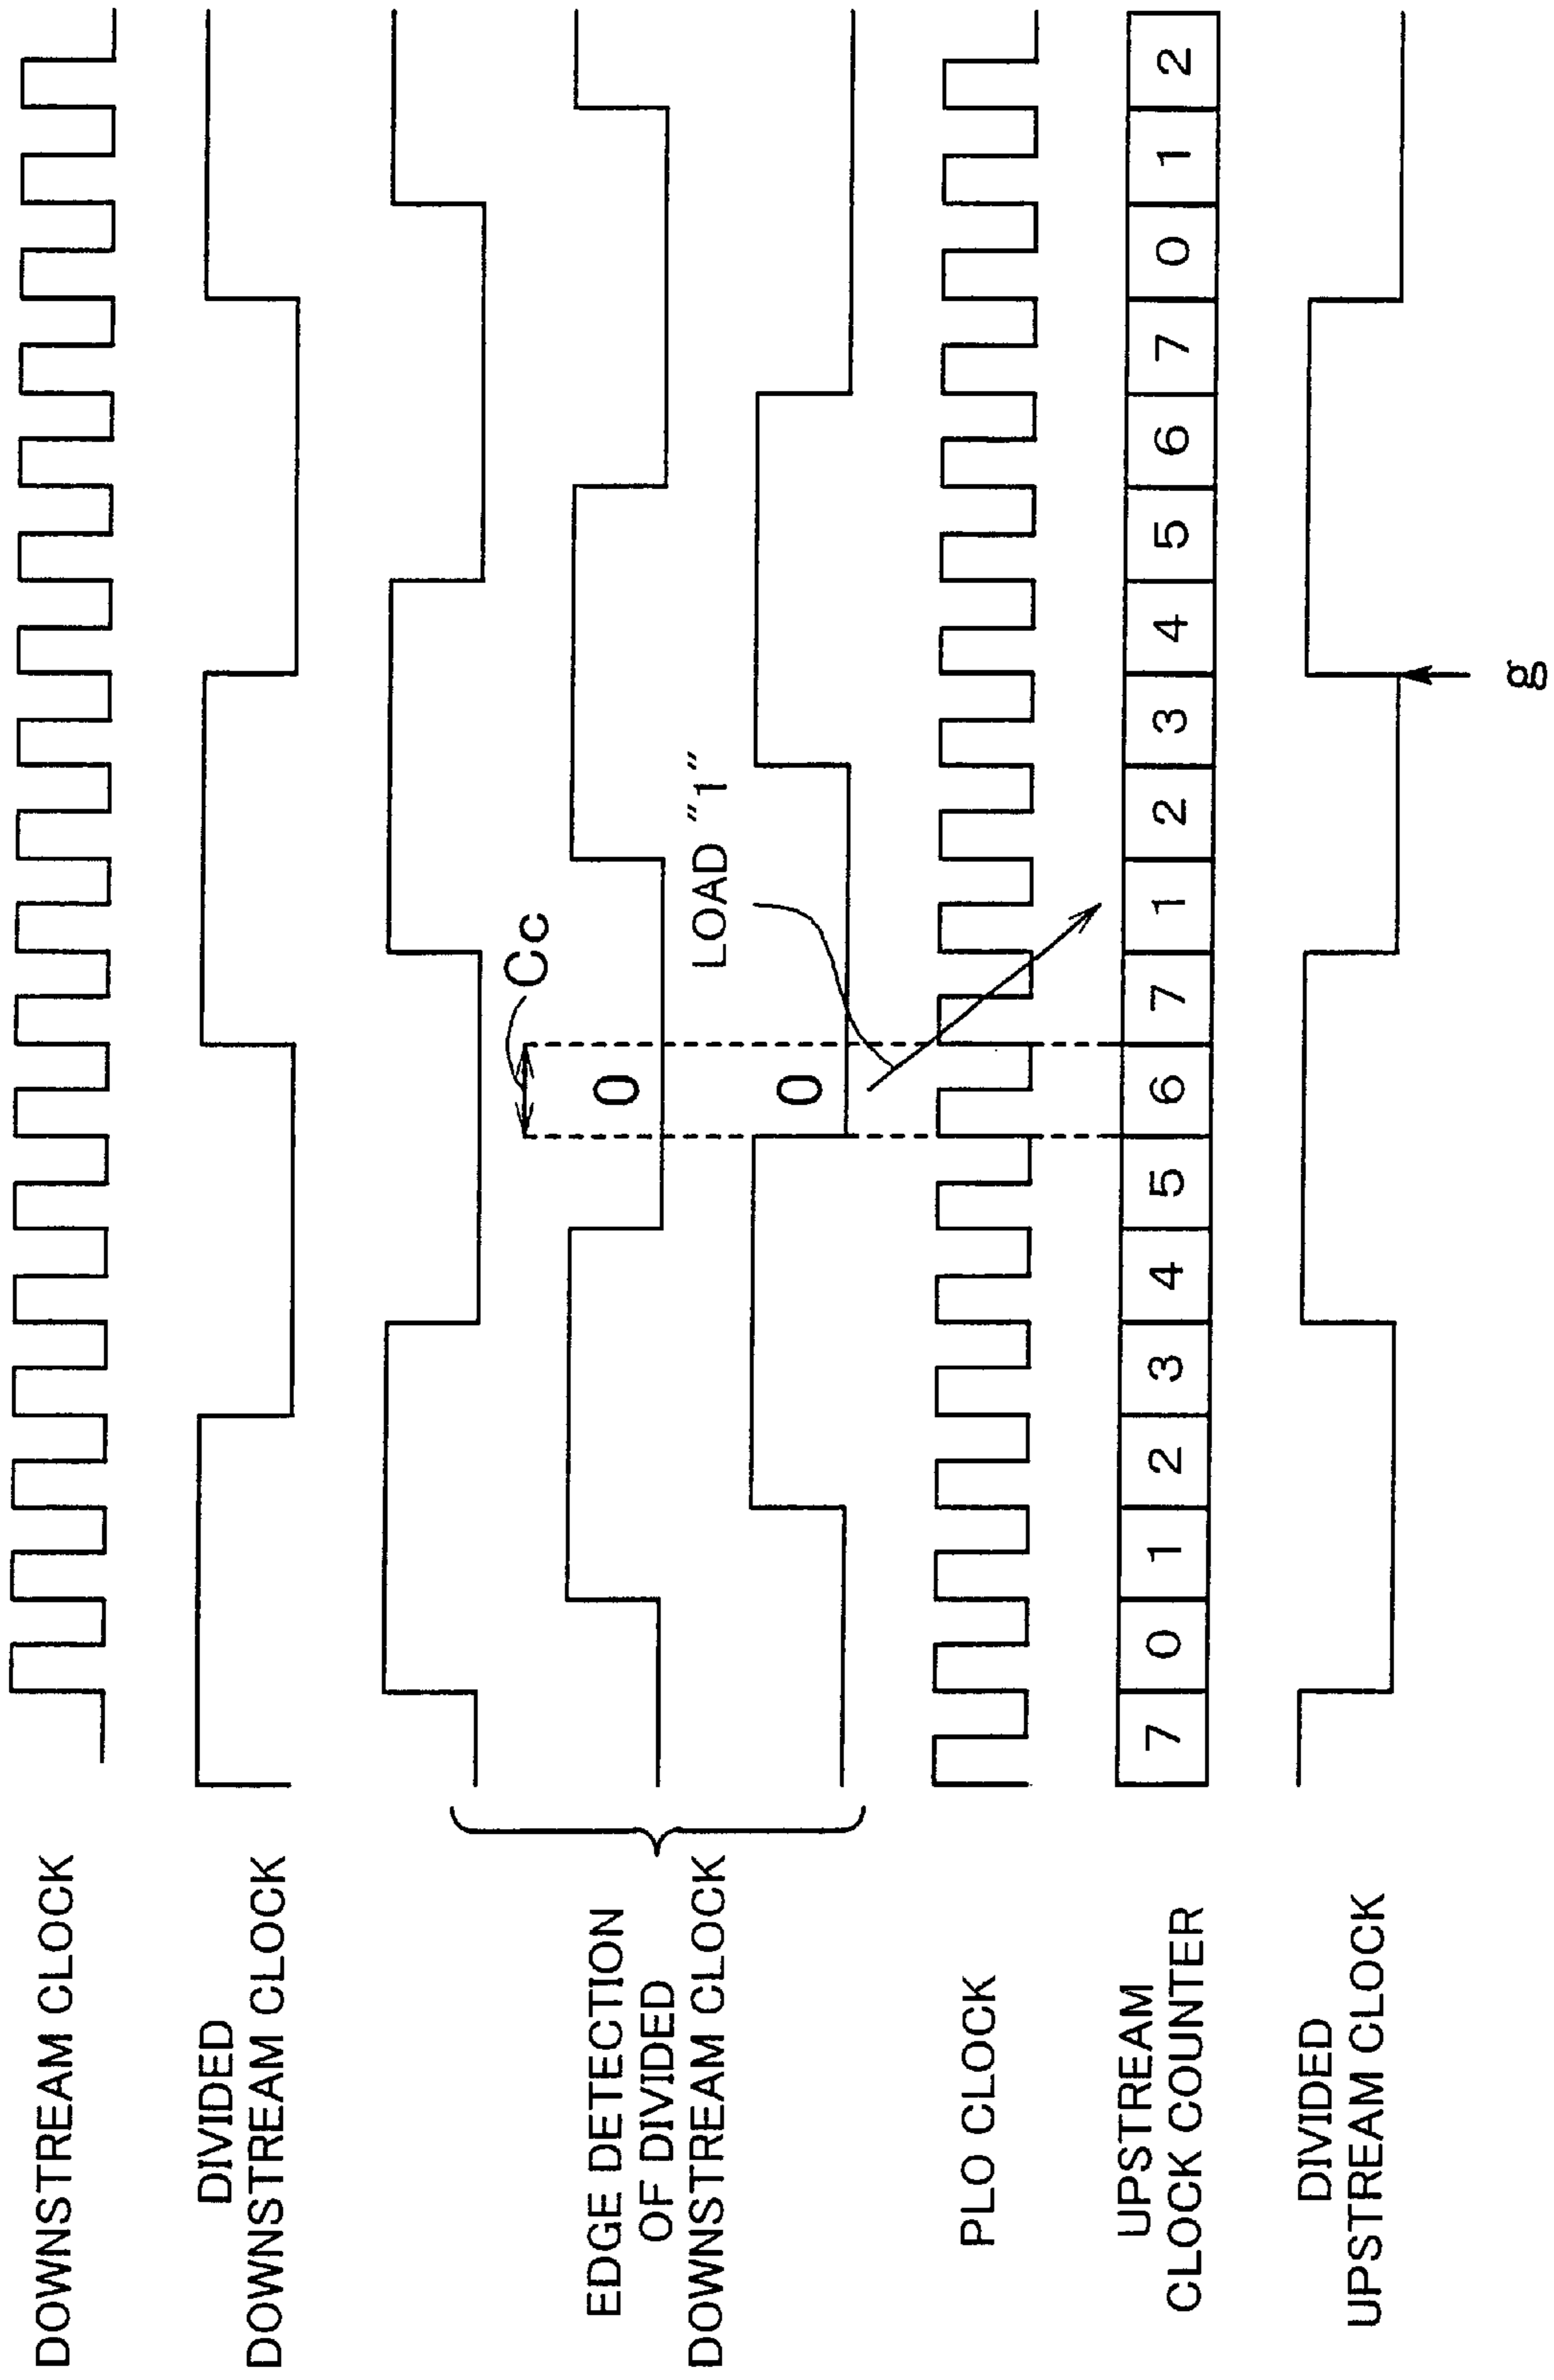 DOWNSTREAM CLOCK
DIVIDED
DOWNSTREAM CLOCK
EDGE DETECTION
OF DIVIDED
DOWNSTREAM CLOCK
Cc
0
0
LOAD "1"
PLO CLOCK
UPSTREAM
CLOCK COUNTER
7 0 1 2 3 4 5 6 7 1 2 3 4 5 6 7 0 1 2
DIVIDED
UPSTREAM CLOCK
g